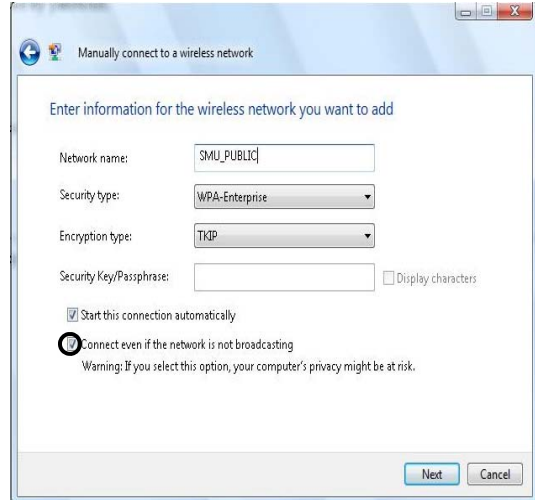 Manually connect to a wireless network
Enter information for the wireless network you want to add
Network name:
SMU_PUBLIC
Security type:
WPA-Enterprise
Encryption type:
TKIP
Security Key/Passphrase:
Display characters
Start this connection automatically
Connect even if the network is not broadcasting
Warning: If you select this option, your computer's privacy might be at risk.
Next
Cancel